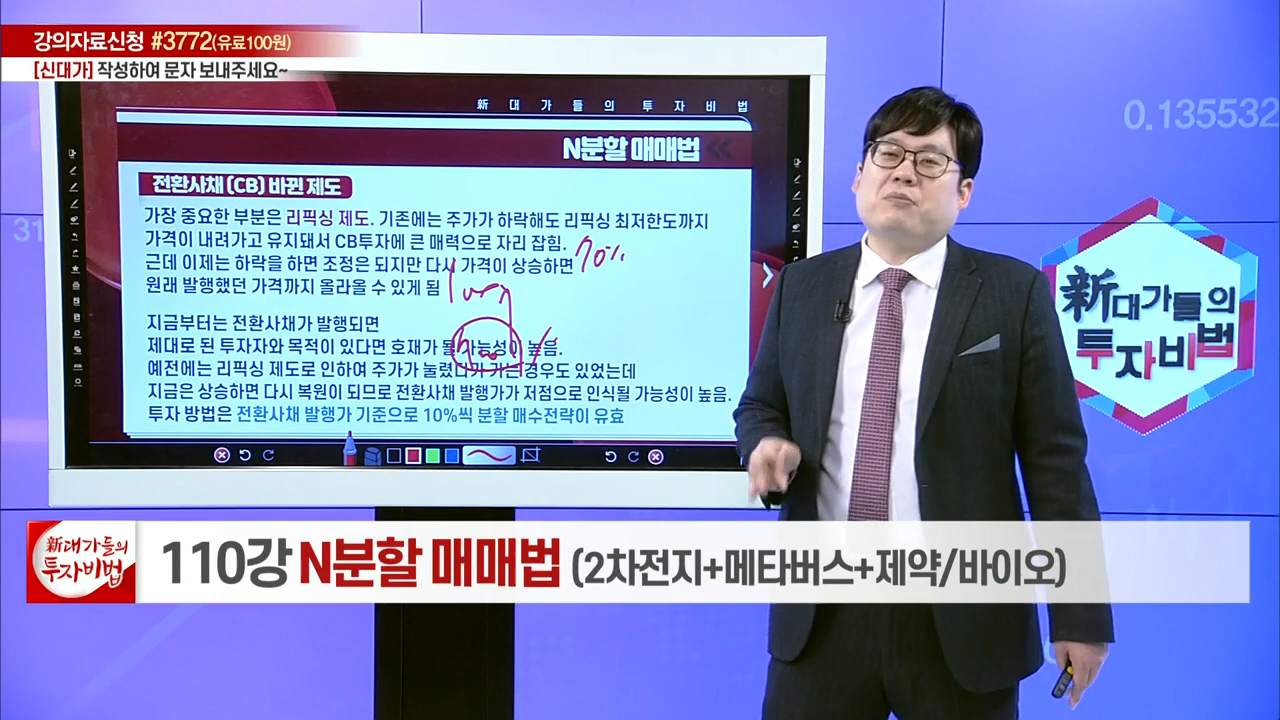 강의자료신청 #3772(유료100원)
[신대가] 작성하여 문자 보내주세요~
新대가들의 투자비법
N분할 매매법
전환사채(CB) 바뀐 제도
가장 중요한 부분은 리픽싱 제도. 기존에는 주가가 하락해도 리픽싱 최저한도까지
가격이 내려가고 유지돼서 CB투자에 큰 매력으로 자리 잡힘.
근데 이제는 하락을 하면 조정은 되지만 다시 가격이 상승하면
70%
원래 발행했던 가격까지 올라올 수 있게 됨
지금부터는 전환사채가 발행되면
제대로 된 투자자와 목적이 있다면 호재가 될 가능성이 높음.
예전에는 리픽싱 제도로 인하여 주가가 눌렸다가 가는 경우도 있었는데
지금은 상승하면 다시 복원이 되므로 전환사채 발행가가 저점으로 인식될 가능성이 높음.
투자 방법은 전환사채 발행가 기준으로 10%씩 분할 매수전략이 유효
0.135532
31
新대가들의
투자비법
新대가들의
투자비법
110강 N분할 매매법 (2차전지+메타버스+제약/바이오)